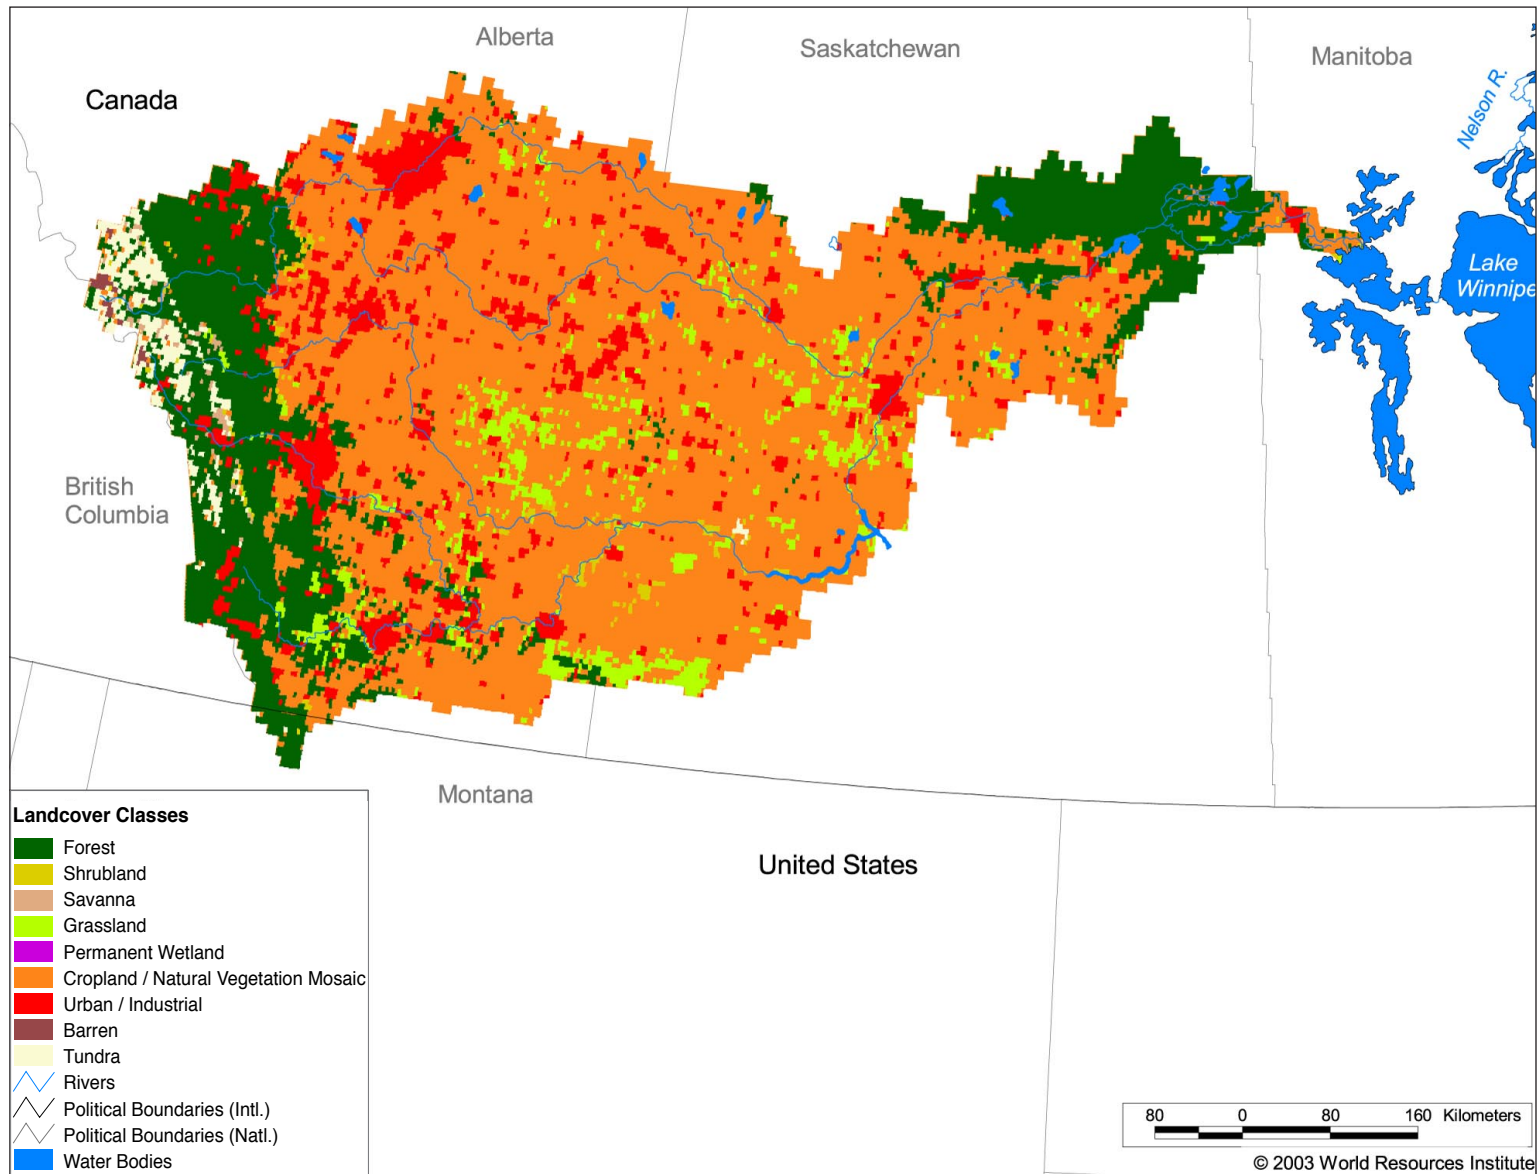 Alberta
Saskatchewan
Manitoba
Canada
Nelson R.
Lake
Winnipe
British
Columbia
Montana
United States
Landcover Classes
Forest
Shrubland
Savanna
Grassland
Permanent Wetland
Cropland / Natural Vegetation Mosaic
Urban / Industrial
Barren
Tundra
Rivers
Political Boundaries (Intl.)
Political Boundaries (Natl.)
Water Bodies
80 0 80 160 Kilometers
© 2003 World Resources Institute